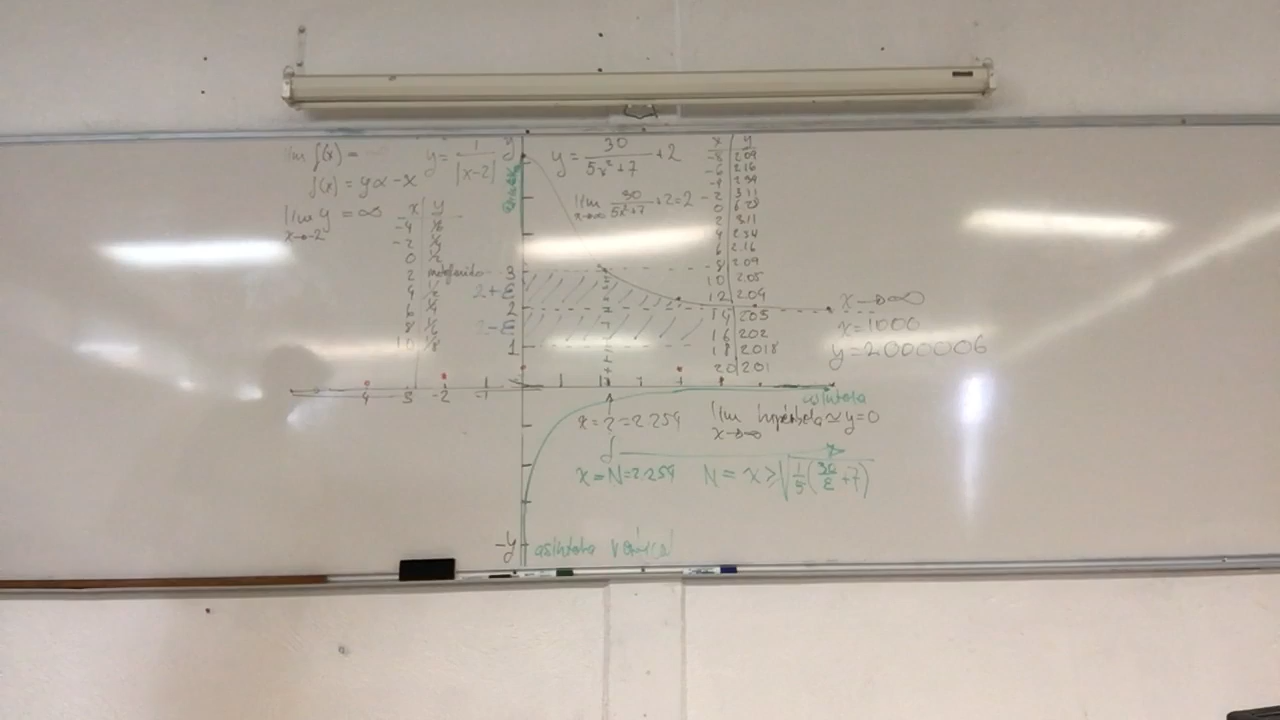 lim f(x) =
y = 1/|x-2|
f(x) = y ∝ -x
lim y = ∞
x→-2
x | y
-4 | 1/6
-2 | 1/4
0 | 1/2
2 | indefinido
4 | 1/2
6 | 1/4
8 | 1/6
10 | 1/8
y
y = 30/(5x²+7) +2
lim 30/(5x²+7) +2=2
x→∞
x | y
-8 | 2.09
-6 | 2.16
-4 | 2.34
-2 | 3.11
0 | 6.28
2 | 3.11
4 | 2.34
6 | 2.16
8 | 2.09
10 | 2.05
12 | 2.04
14 | 2.05
16 | 2.02
18 | 2.018
20 | 2.01
3
2+ε
2
2-ε
1
x→∞
x=1000
y=2.000006
-4 -3 -2 -1
asíntota
x=?=2.259
lim hipérbola ≃ y=0
x→∞
x=N=2.259
N = x ≥ √(1/5(30/ε +7))
-y
asíntota vertical